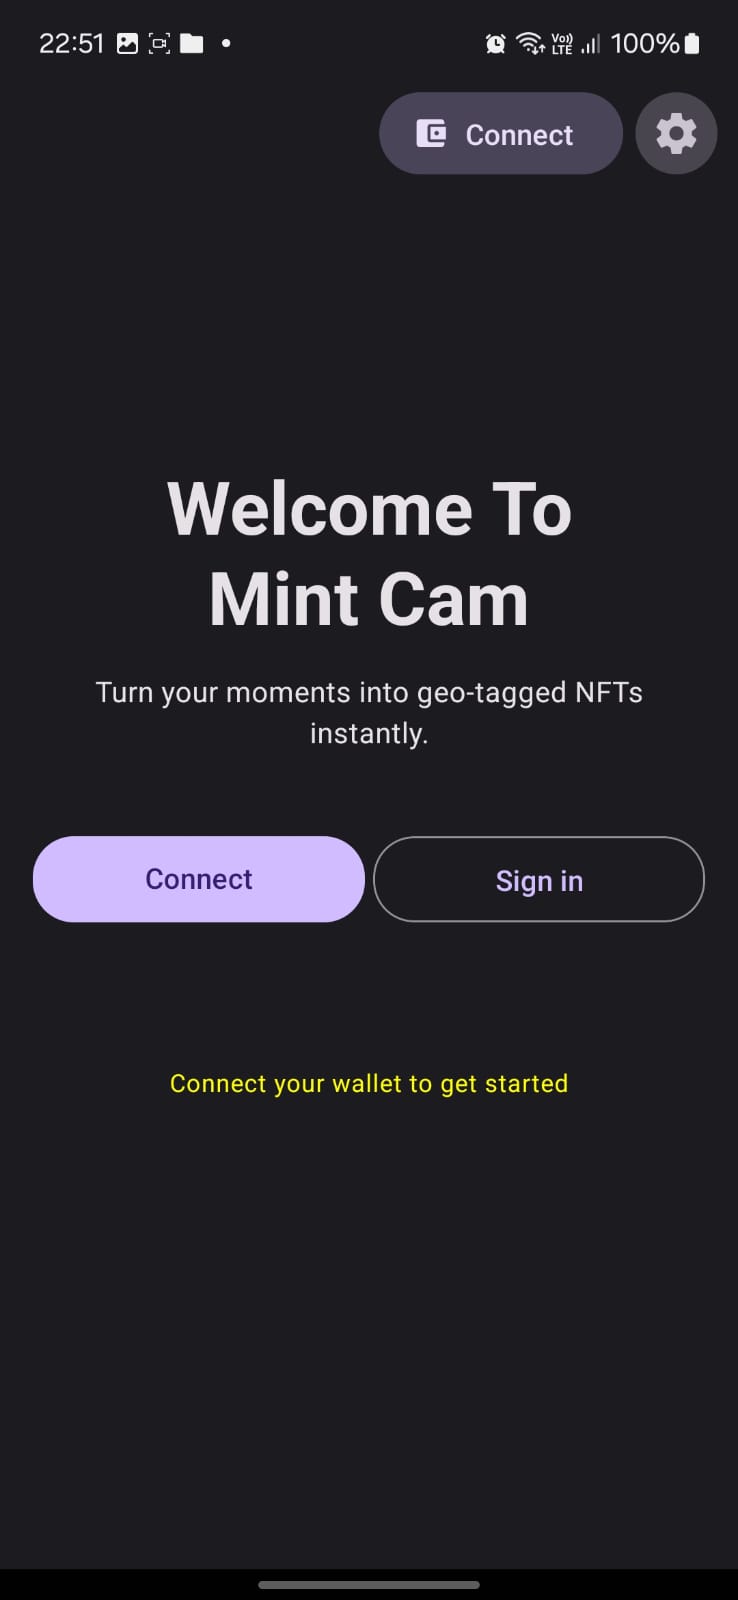 22:51
Vo)) LTE
100%
Connect
Welcome To
Mint Cam
Turn your moments into geo-tagged NFTs
instantly.
Connect
Sign in
Connect your wallet to get started